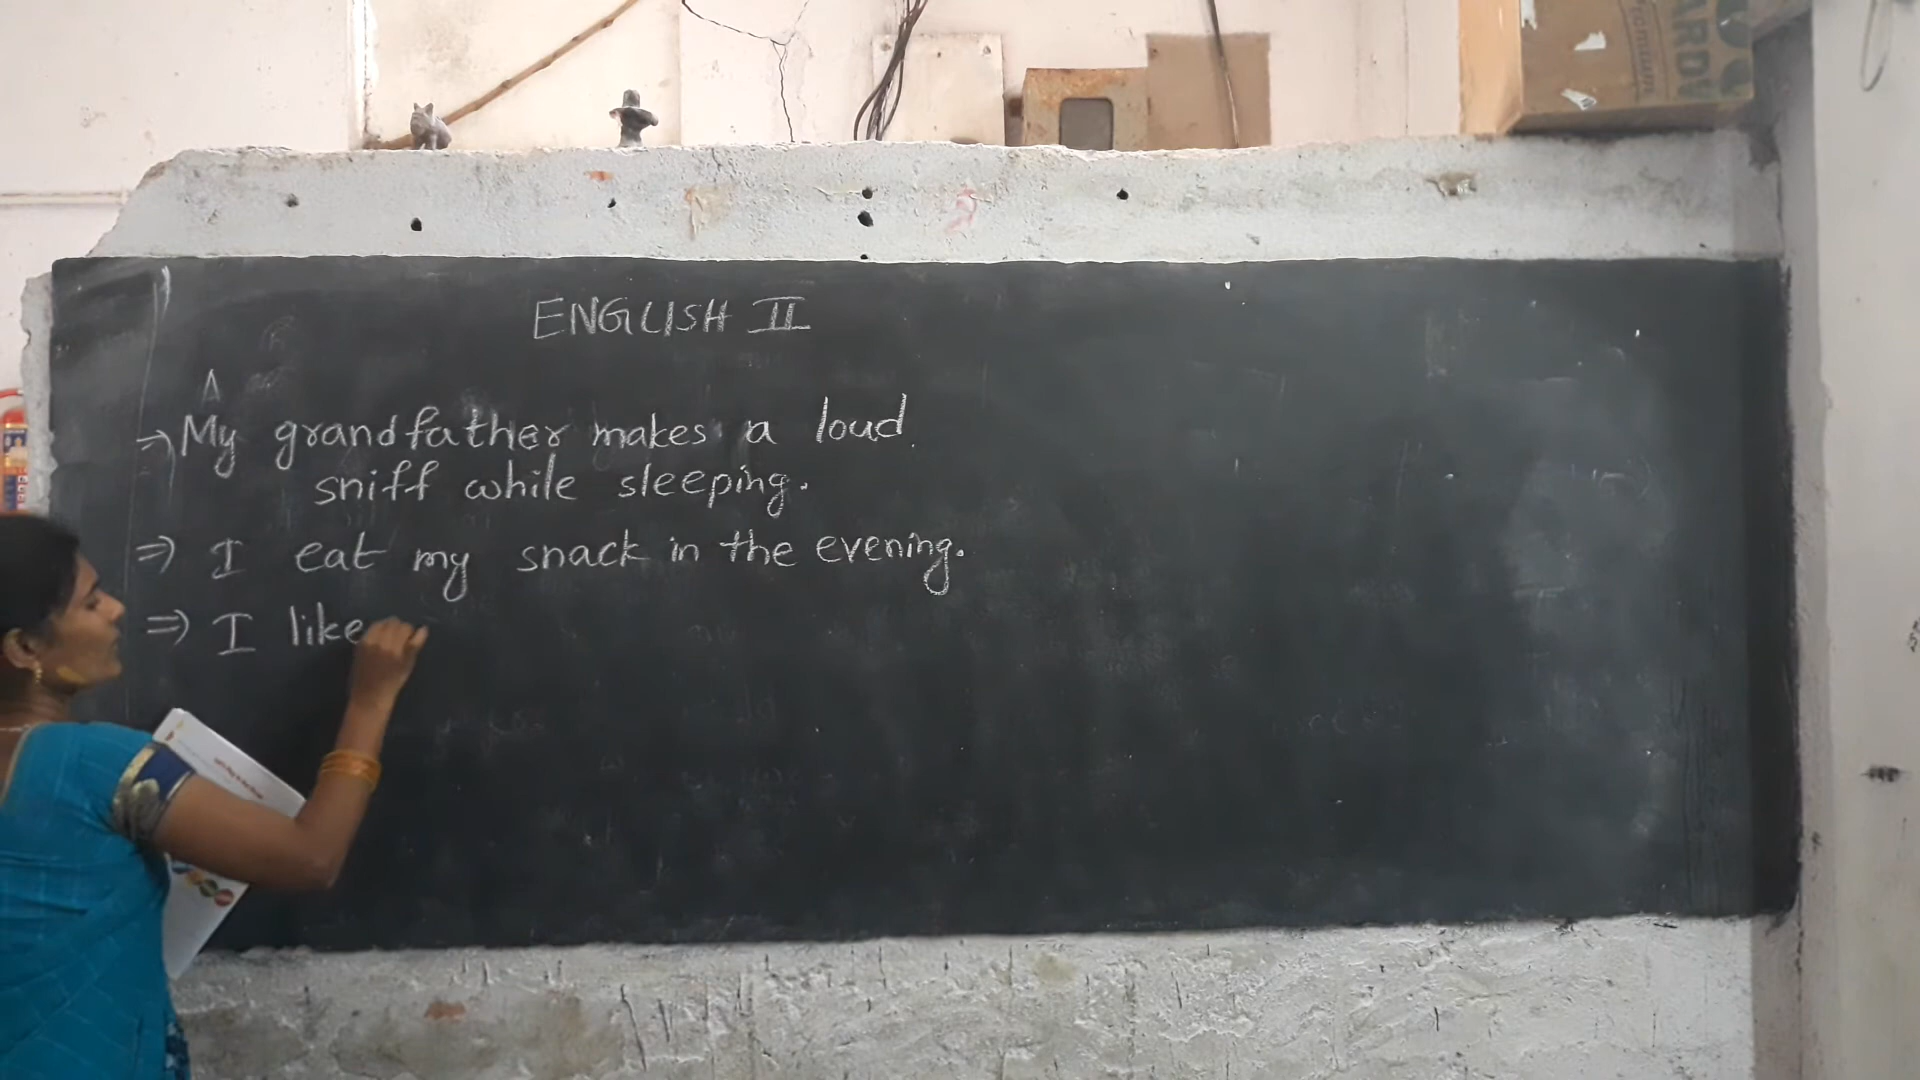 ENGLISH II
A
⇒ My grandfather makes a loud
sniff while sleeping.
⇒ I eat my snack in the evening.
⇒ I like